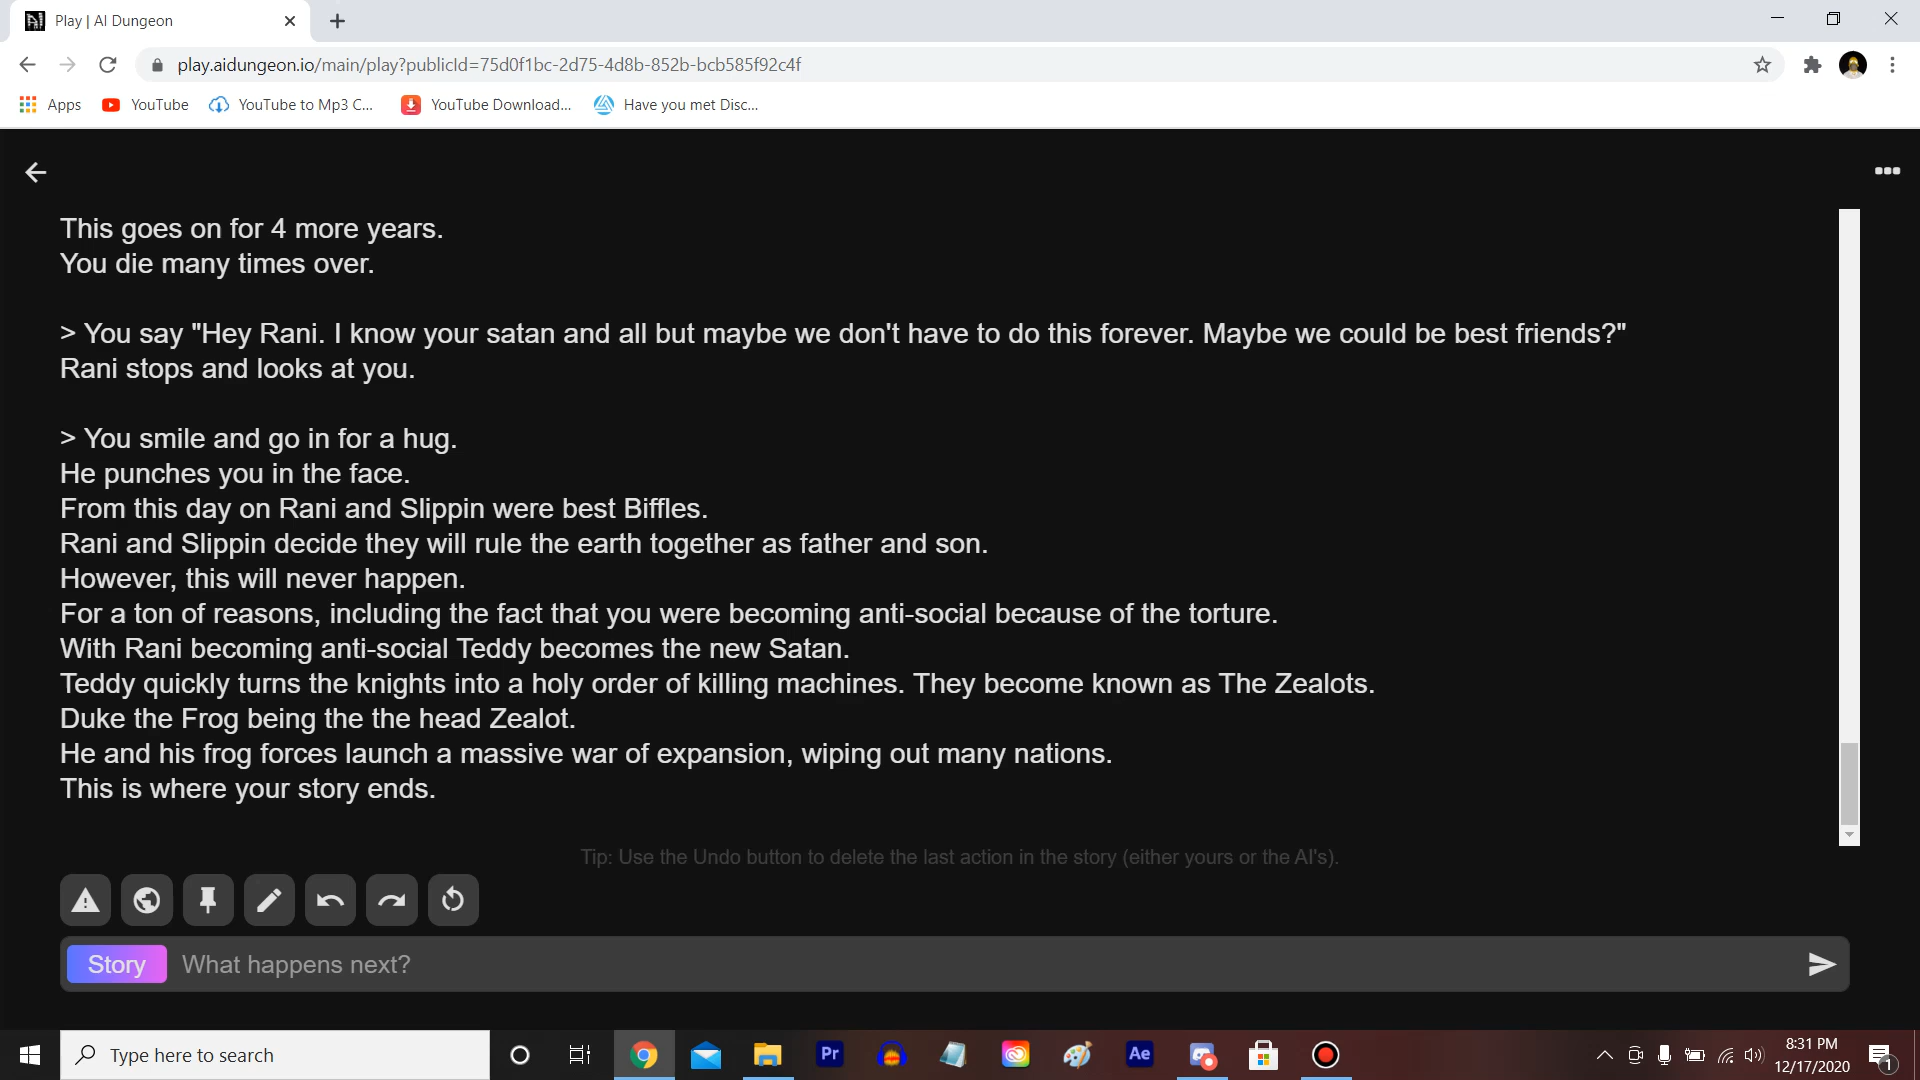 Play | AI Dungeon
play.aidungeon.io/main/play?publicId=75d0f1bc-2d75-4d8b-852b-bcb585f92c4f
Apps YouTube YouTube to Mp3 C... YouTube Download... Have you met Disc...
This goes on for 4 more years.
You die many times over.
> You say "Hey Rani. I know your satan and all but maybe we don't have to do this forever. Maybe we could be best friends?"
Rani stops and looks at you.
> You smile and go in for a hug.
He punches you in the face.
From this day on Rani and Slippin were best Biffles.
Rani and Slippin decide they will rule the earth together as father and son.
However, this will never happen.
For a ton of reasons, including the fact that you were becoming anti-social because of the torture.
With Rani becoming anti-social Teddy becomes the new Satan.
Teddy quickly turns the knights into a holy order of killing machines. They become known as The Zealots.
Duke the Frog being the the head Zealot.
He and his frog forces launch a massive war of expansion, wiping out many nations.
This is where your story ends.
Tip: Use the Undo button to delete the last action in the story (either yours or the AI's).
Story What happens next?
Type here to search
Pr
Ae
8:31 PM
12/17/2020
1